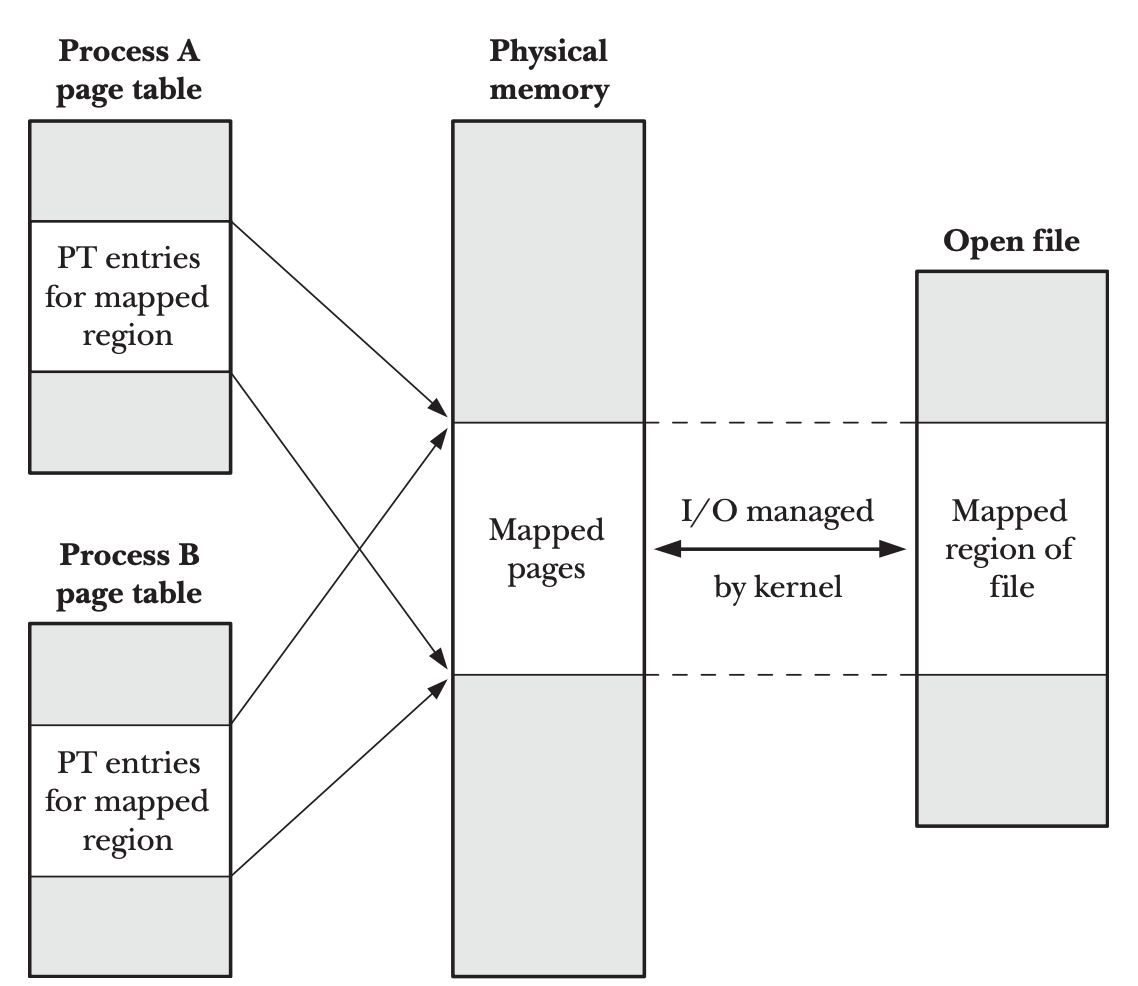 Process A
page table
PT entries
for mapped
region
Process B
page table
PT entries
for mapped
region
Physical
memory
Mapped
pages
I/O managed
by kernel
Open file
Mapped
region of
file